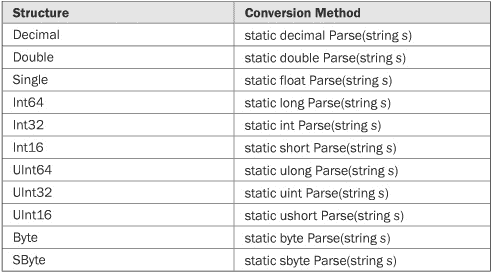 Structure Conversion Method
Decimal static decimal Parse(string s)
Double static double Parse(string s)
Single static float Parse(string s)
Int64 static long Parse(string s)
Int32 static int Parse(string s)
Int16 static short Parse(string s)
UInt64 static ulong Parse(string s)
UInt32 static uint Parse(string s)
UInt16 static ushort Parse(string s)
Byte static byte Parse(string s)
SByte static sbyte Parse(string s)